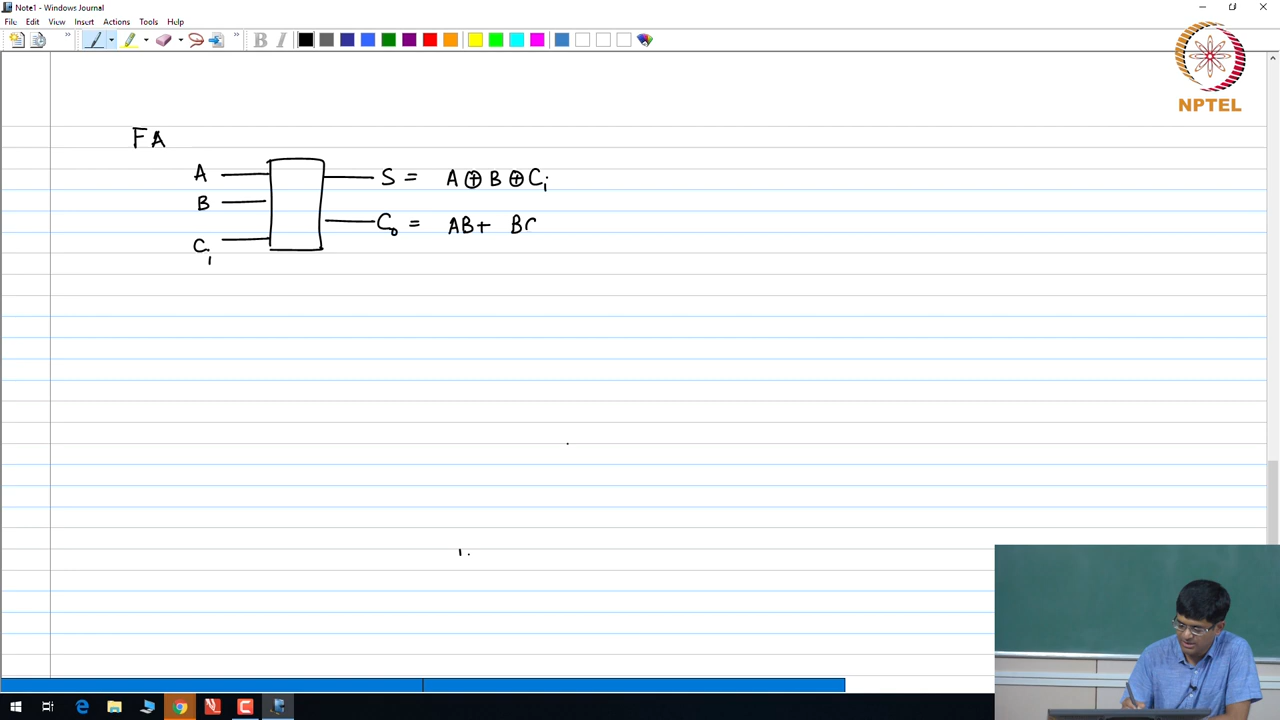 Note1 - Windows Journal
File Edit View Insert Actions Tools Help
B I
NPTEL
FA
A
B
Ci
S = A ⊕ B ⊕ Ci
C0 = AB+ BC